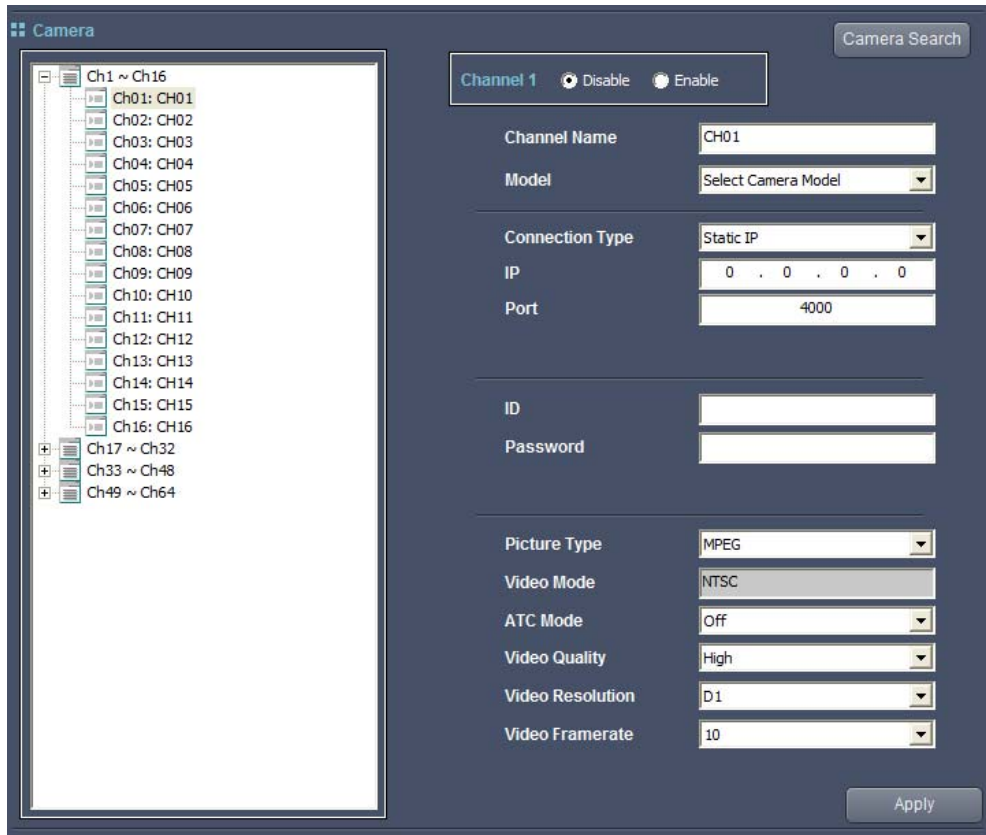 Camera
Camera Search
Ch1 ~ Ch16
Ch01: CH01
Ch02: CH02
Ch03: CH03
Ch04: CH04
Ch05: CH05
Ch06: CH06
Ch07: CH07
Ch08: CH08
Ch09: CH09
Ch10: CH10
Ch11: CH11
Ch12: CH12
Ch13: CH13
Ch14: CH14
Ch15: CH15
Ch16: CH16
Ch17 ~ Ch32
Ch33 ~ Ch48
Ch49 ~ Ch64
Channel 1 Disable Enable
Channel Name CH01
Model Select Camera Model
Connection Type Static IP
IP 0 . 0 . 0 . 0
Port 4000
ID
Password
Picture Type MPEG
Video Mode NTSC
ATC Mode Off
Video Quality High
Video Resolution D1
Video Framerate 10
Apply